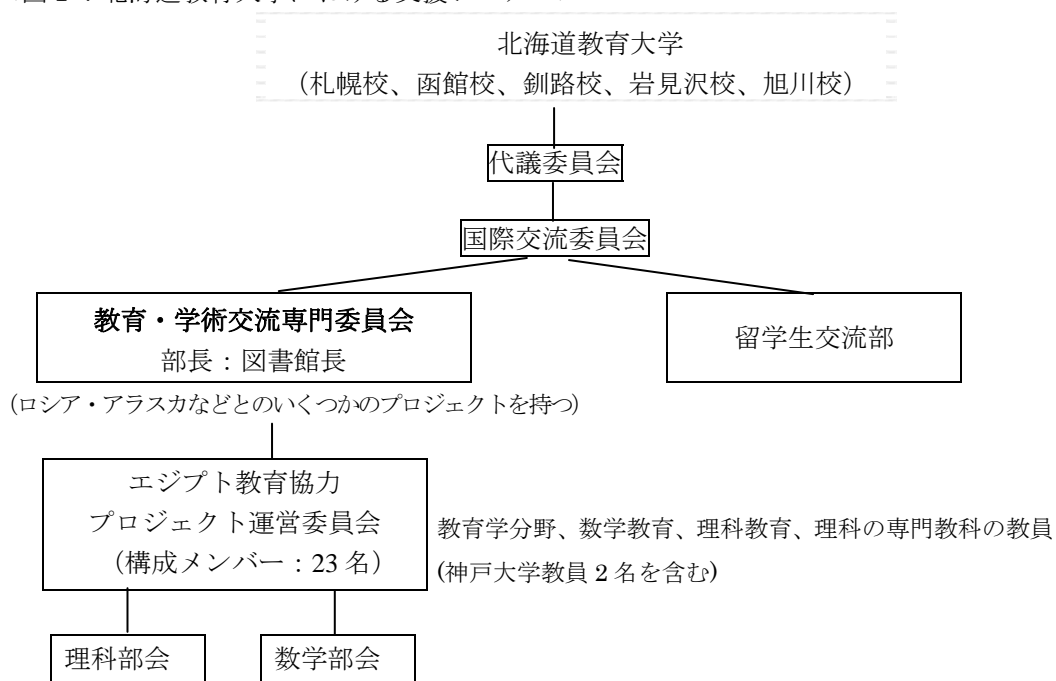 北海道教育大学
（札幌校、函館校、釧路校、岩見沢校、旭川校）
代議委員会
国際交流委員会
教育・学術交流専門委員会
部長：図書館長
留学生交流部
(ロシア・アラスカなどとのいくつかのプロジェクトを持つ)
エジプト教育協力
プロジェクト運営委員会
（構成メンバー：23 名）
教育学分野、数学教育、理科教育、理科の専門教科の教員
(神戸大学教員 2 名を含む)
理科部会
数学部会